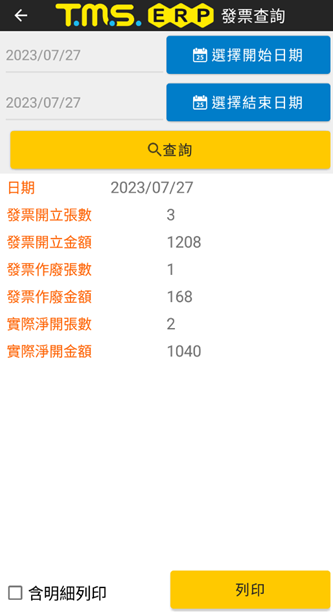 T.M.S. ERP 發票查詢
2023/07/27 選擇開始日期
2023/07/27 選擇結束日期
查詢
日期 2023/07/27
發票開立張數 3
發票開立金額 1208
發票作廢張數 1
發票作廢金額 168
實際淨開張數 2
實際淨開金額 1040
含明細列印 列印